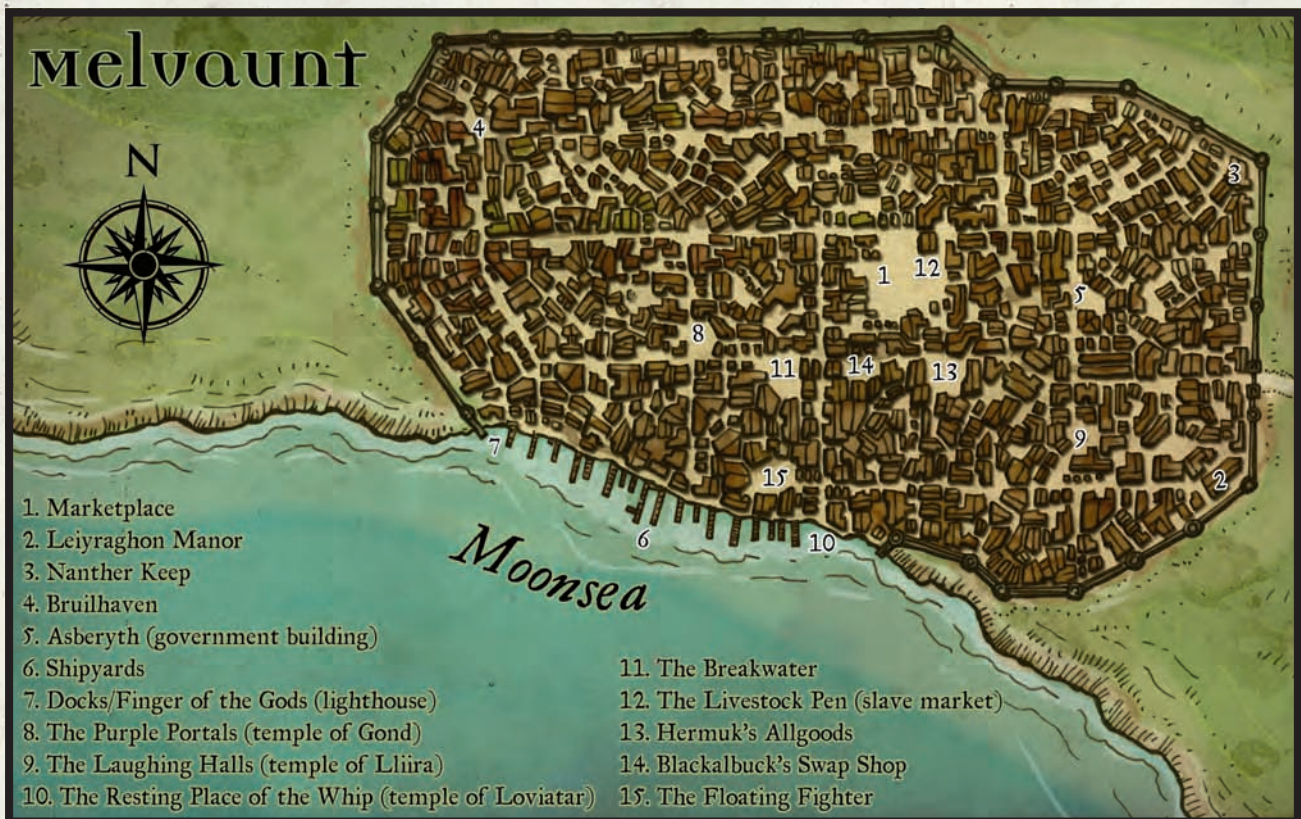 Melvaunt
N
4
3
1
12
5
8
11
14
13
9
7
15
2
6
10
Moonsea
1. Marketplace
2. Leiyraghon Manor
3. Nanther Keep
4. Bruilhaven
5. Asberyth (government building)
6. Shipyards
7. Docks/Finger of the Gods (lighthouse)
8. The Purple Portals (temple of Gond)
9. The Laughing Halls (temple of Lliira)
10. The Resting Place of the Whip (temple of Loviatar)
11. The Breakwater
12. The Livestock Pen (slave market)
13. Hermuk's Allgoods
14. Blackalbuck's Swap Shop
15. The Floating Fighter